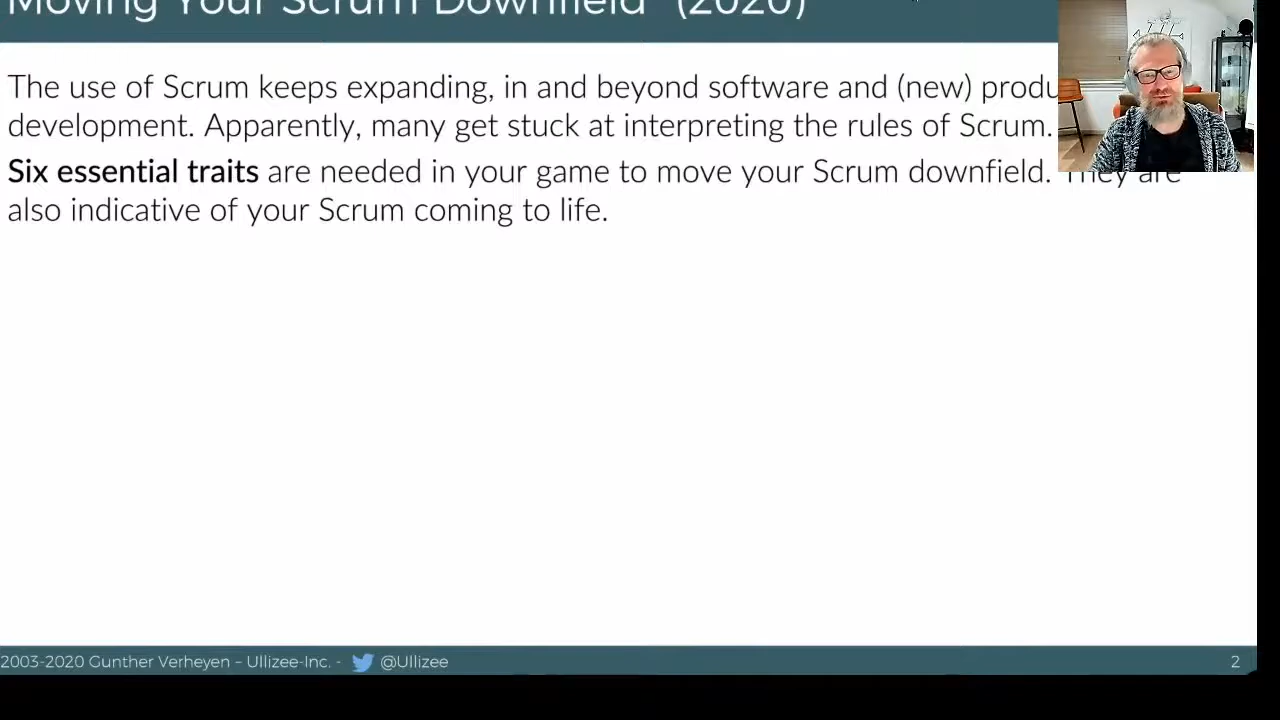 Moving Your Scrum Downfield" (2020)
The use of Scrum keeps expanding, in and beyond software and (new) produ
development. Apparently, many get stuck at interpreting the rules of Scrum.
Six essential traits are needed in your game to move your Scrum downfield. They are
also indicative of your Scrum coming to life.
2003-2020 Gunther Verheyen – Ullizee-Inc. - @Ullizee
2